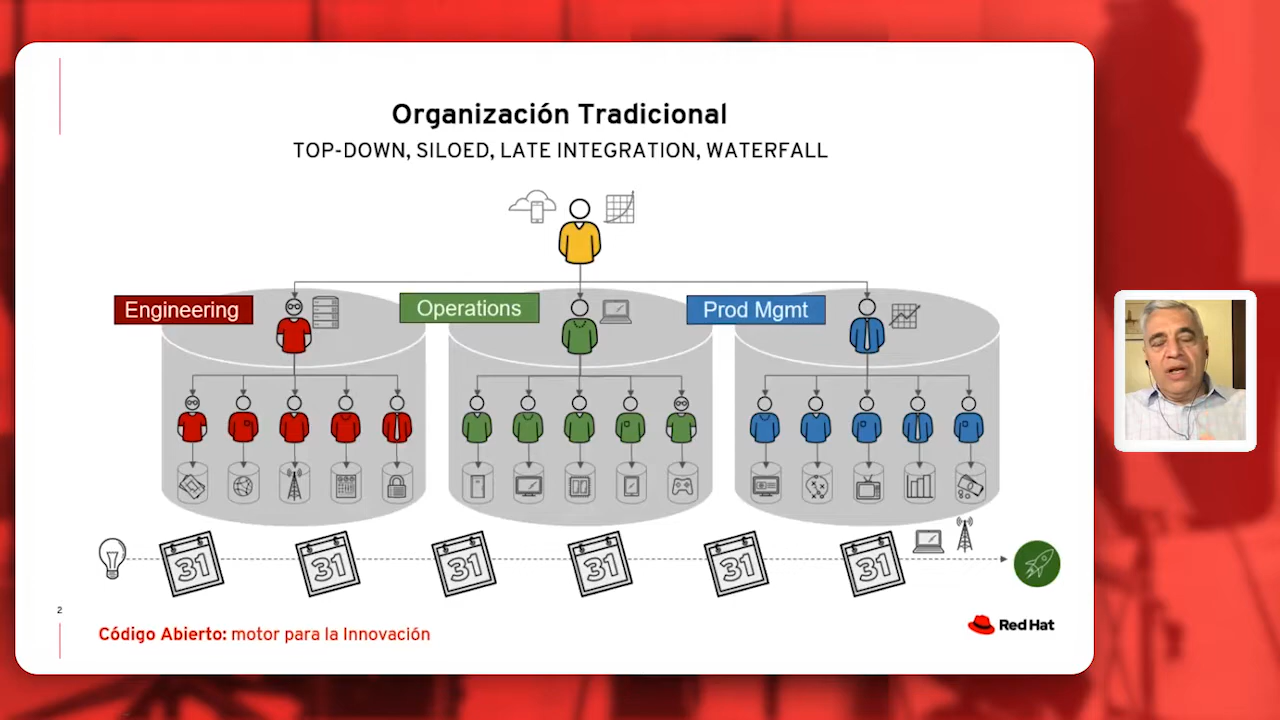 Organización Tradicional
TOP-DOWN, SILOED, LATE INTEGRATION, WATERFALL
Engineering
Operations
Prod Mgmt
31
31
31
31
31
31
2
Código Abierto: motor para la Innovación
Red Hat